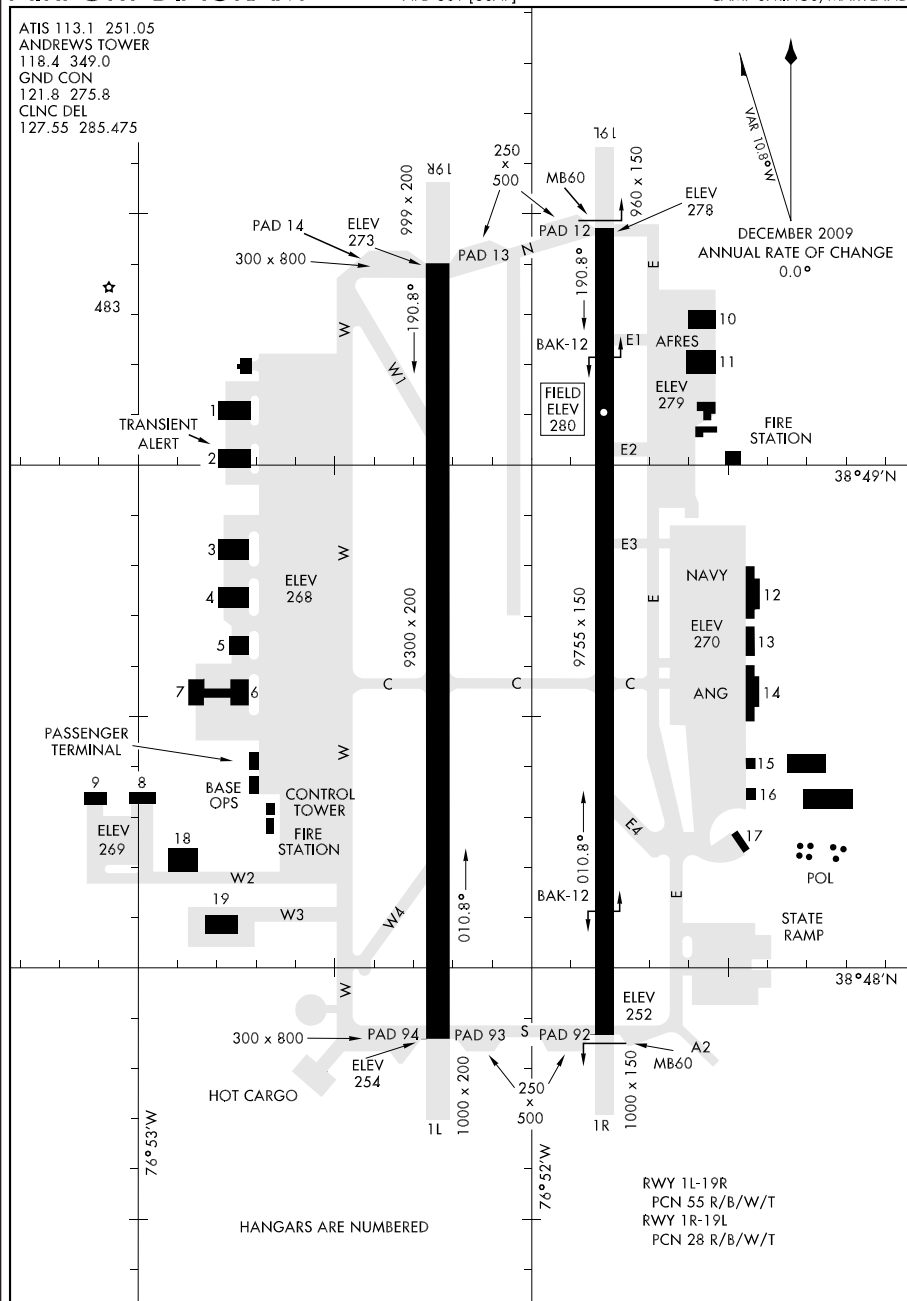 CAMP SPRINGS, MARYLAND
ATIS 113.1 251.05
ANDREWS TOWER
118.4 349.0
GND CON
121.8 275.8
CLNC DEL
127.55 285.475
VAR 10.8°W
DECEMBER 2009
ANNUAL RATE OF CHANGE
0.0°
19R
999 x 200
250
x
500
MB60
19L
960 x 150
ELEV
278
PAD 14
ELEV
273
300 x 800
PAD 13
N
PAD 12
E
190.8°
190.8°
483
W
W1
BAK-12
E1
AFRES
10
11
ELEV
279
FIELD
ELEV
280
1
TRANSIENT
ALERT
2
E2
FIRE
STATION
38°49'N
3
W
ELEV
268
4
5
E3
NAVY
12
E
ELEV
270
13
9300 x 200
9755 x 150
7
6
C
C
C
ANG
14
PASSENGER
TERMINAL
W
15
9
8
BASE
OPS
CONTROL
TOWER
16
ELEV
269
FIRE
STATION
18
E4
17
POL
W2
010.8°
010.8°
19
W3
W4
BAK-12
E
STATE
RAMP
38°48'N
W
ELEV
252
300 x 800
PAD 94
PAD 93
S
PAD 92
A2
MB60
ELEV
254
HOT CARGO
1000 x 200
250
x
500
1000 x 150
1L
1R
76°53'W
76°52'W
RWY 1L-19R
PCN 55 R/B/W/T
RWY 1R-19L
PCN 28 R/B/W/T
HANGARS ARE NUMBERED